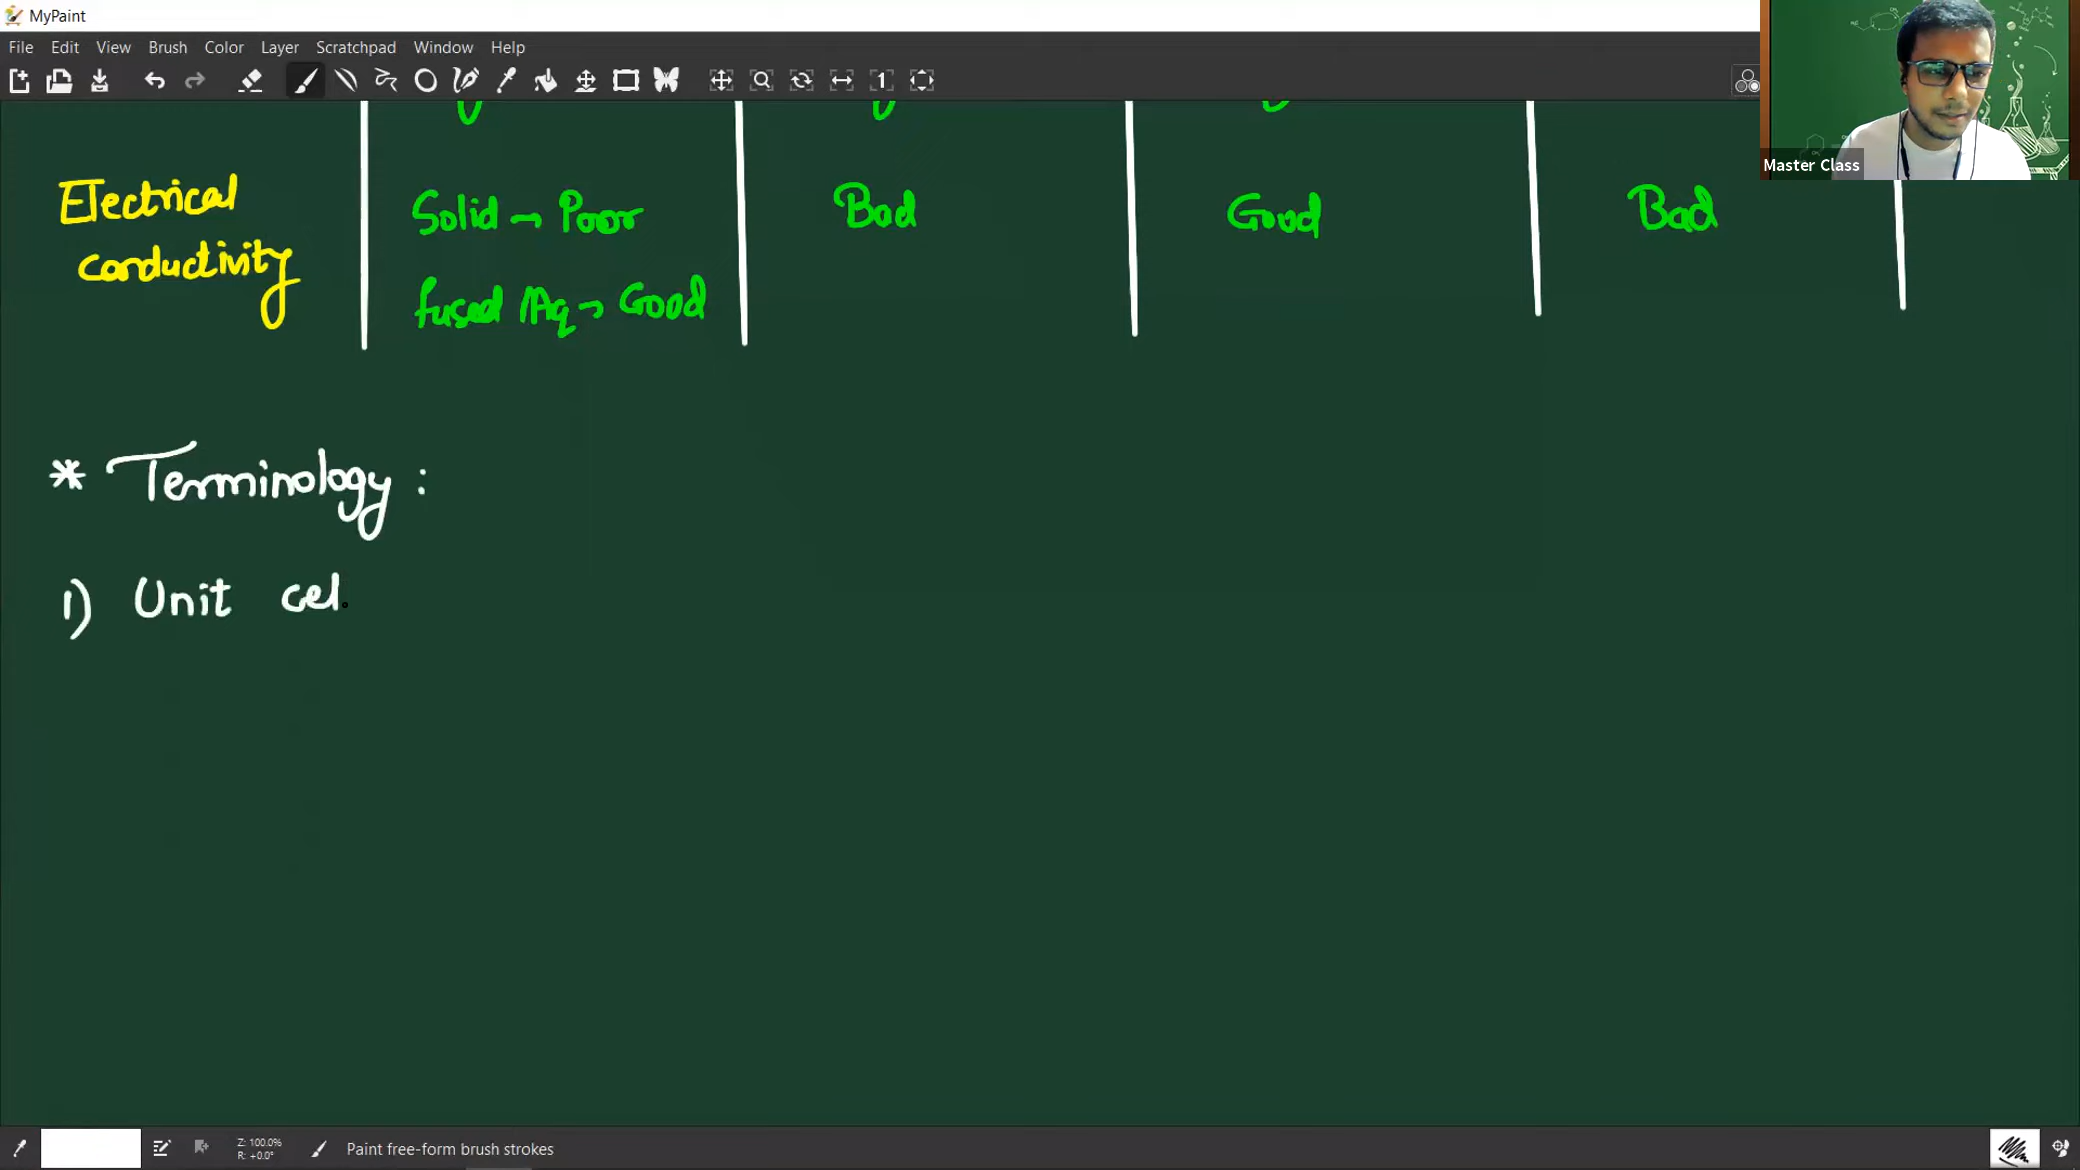 MyPaint
File Edit View Brush Color Layer Scratchpad Window Help
Master Class
Electrical
conductivity
Solid → Poor
fused /Aq → Good
Bad
Good
Bad
* Terminology :
1) Unit cel
Z: 100.0%
R: +0.0°
Paint free-form brush strokes